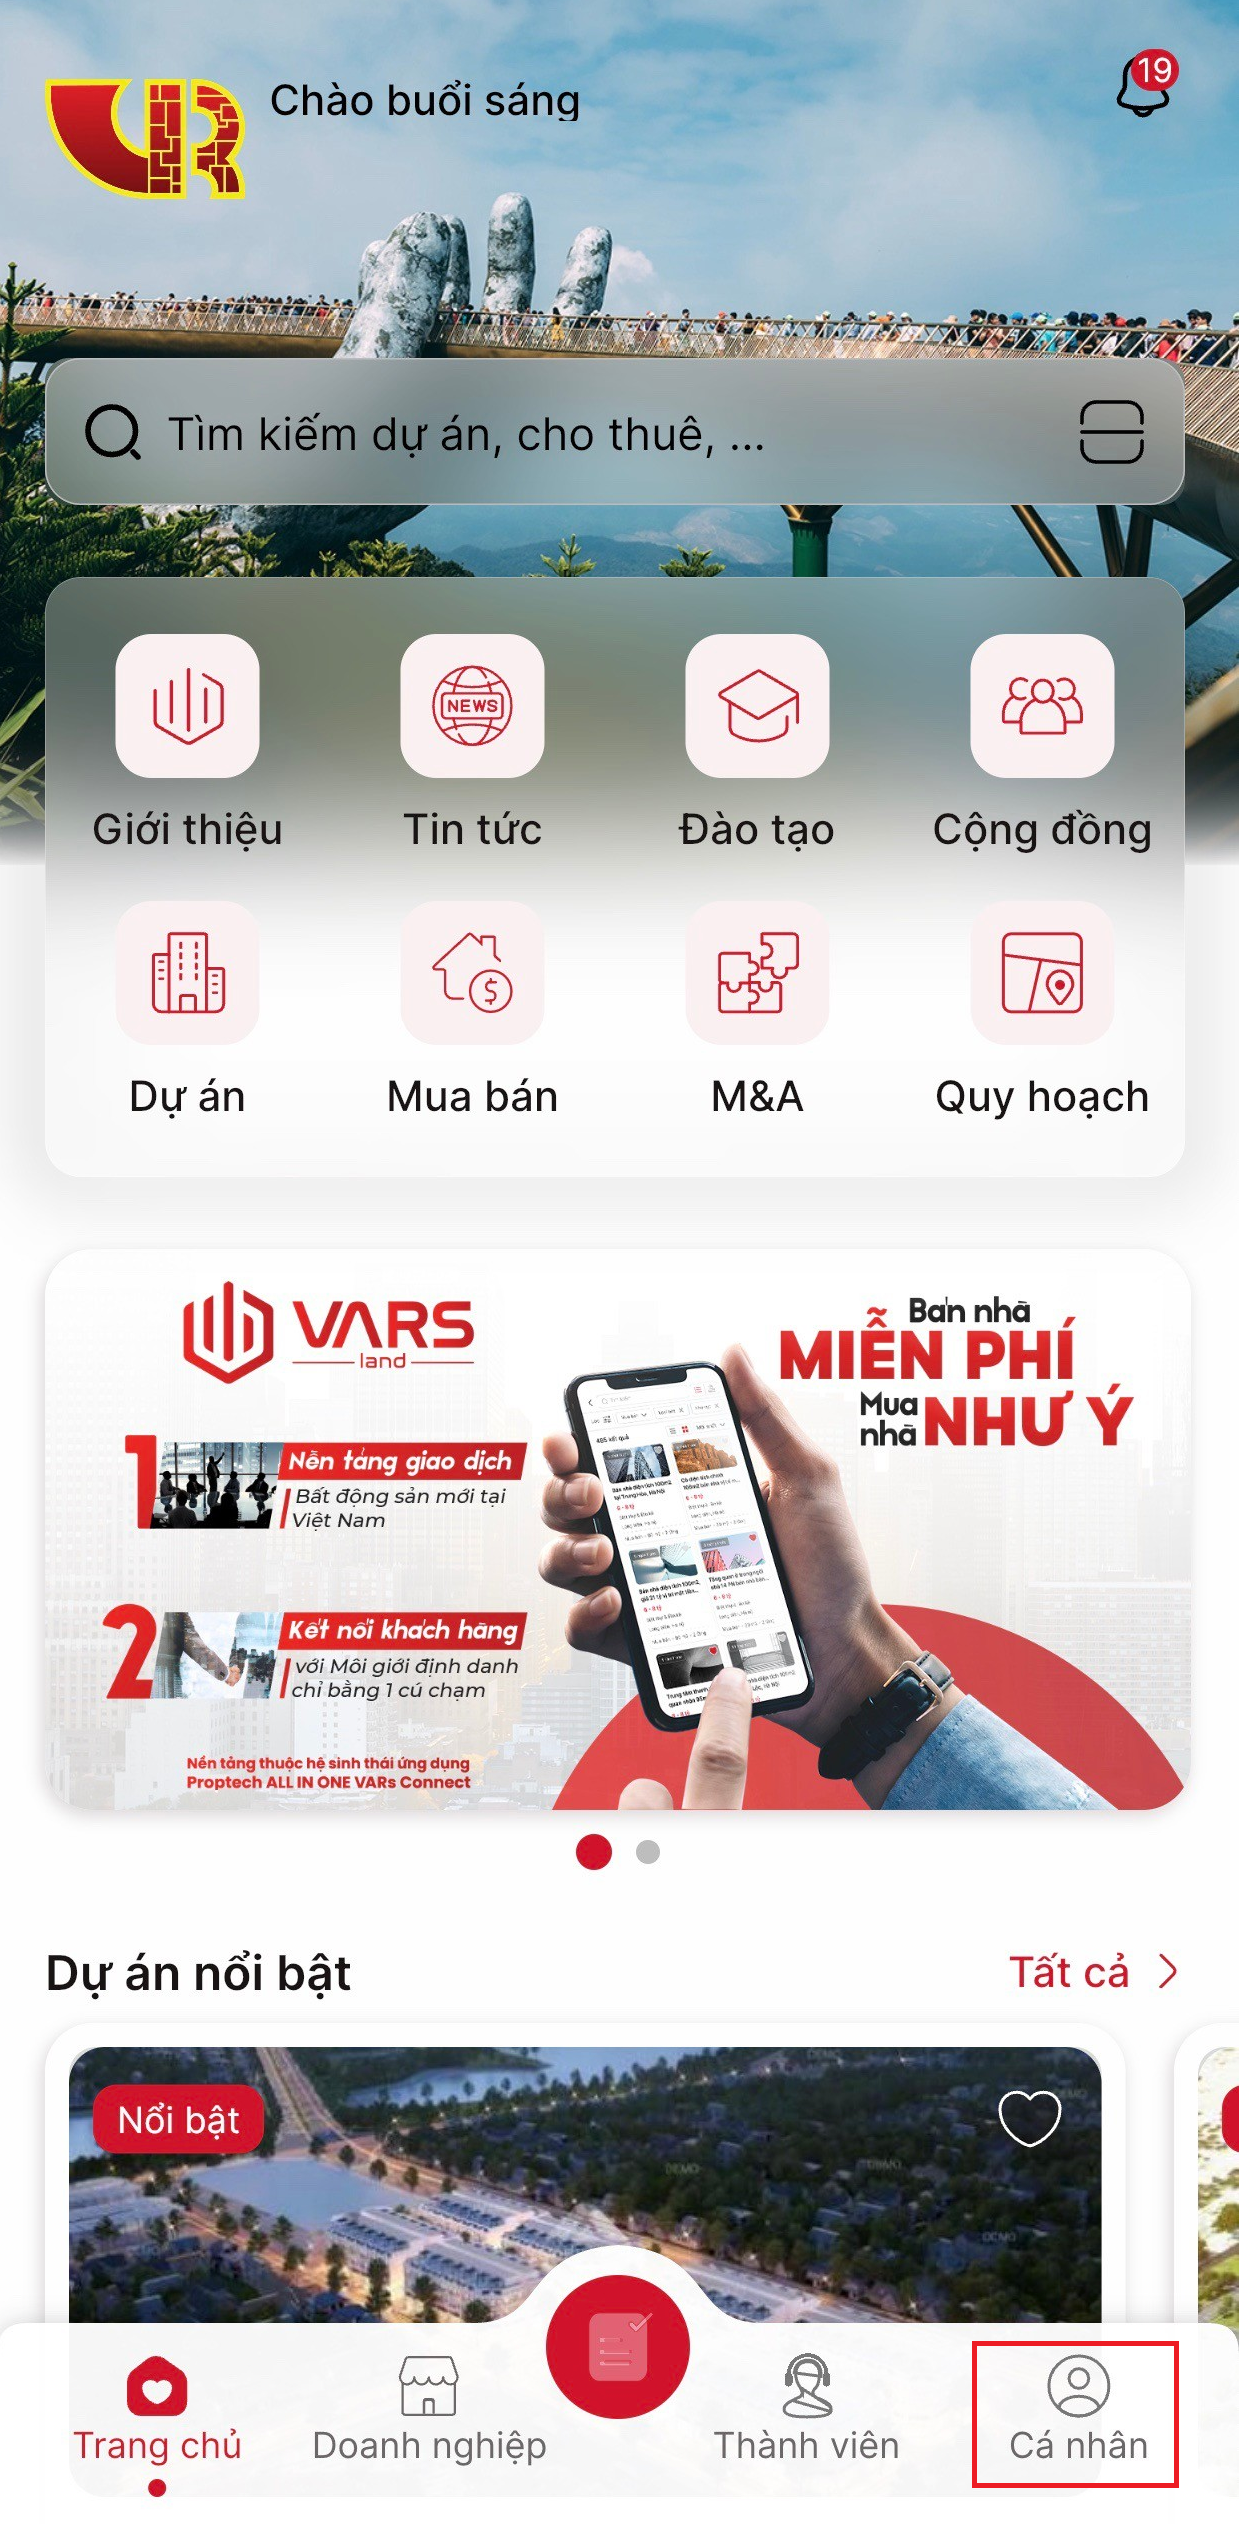 Chào buổi sáng
19
Tìm kiếm dự án, cho thuê, ...
NEWS
Giới thiệu
Tin tức
Đào tạo
Cộng đồng
Dự án
Mua bán
M&A
Quy hoạch
VARS
land
Bán nhà
MIỄN PHÍ
Mua nhà NHƯ Ý
1
Nền tảng giao dịch
Bất động sản mới tại
Việt Nam
2
Kết nối khách hàng
với Môi giới định danh
chỉ bằng 1 cú chạm
Nền tảng thuộc hệ sinh thái ứng dụng
Proptech ALL IN ONE VARs Connect
Dự án nổi bật
Tất cả
Nổi bật
Trang chủ
Doanh nghiệp
Thành viên
Cá nhân